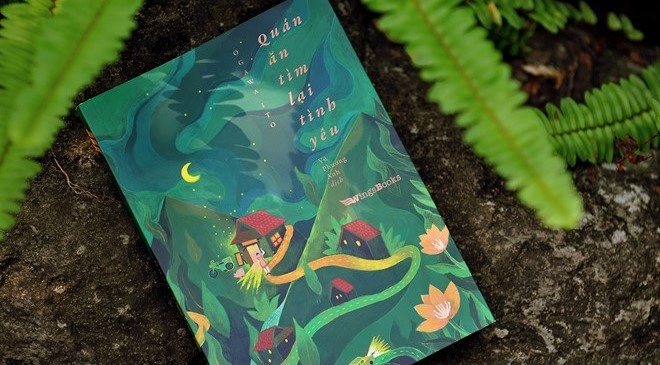 OGAWA ITO
Quán
ăn
tìm
lại
tình
yêu
Vũ
Phương
Anh
dịch
WingsBooks